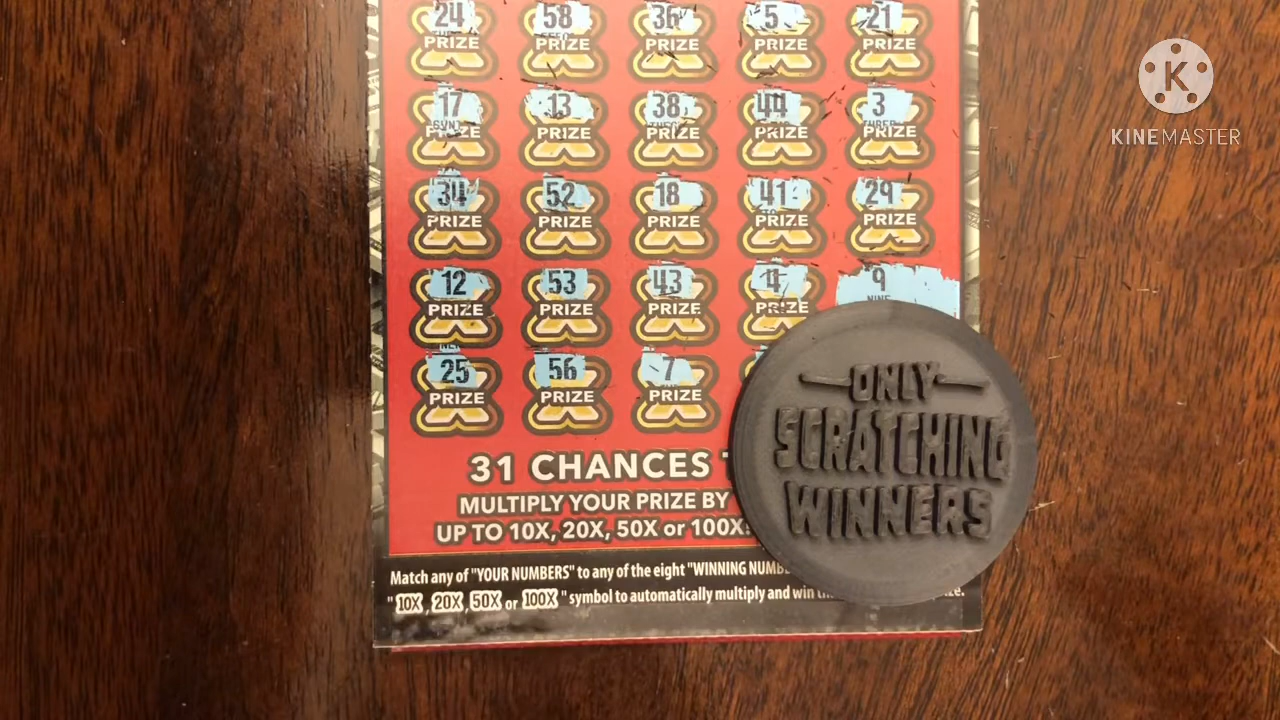 24 58 36 5 21
PRIZE PRIZE PRIZE PRIZE PRIZE
17 13 38 44 3
PRIZE PRIZE PRIZE PRIZE PRIZE
34 52 18 41 29
PRIZE PRIZE PRIZE PRIZE PRIZE
12 53 43 4 9
NINE
PRIZE PRIZE PRIZE PRIZE
25 56 7
PRIZE PRIZE PRIZE
31 CHANCES
MULTIPLY YOUR PRIZE BY
UP TO 10X, 20X, 50X or 100X!
Match any of "YOUR NUMBERS" to any of the eight "WINNING
" 10X, 20X, 50X or 100X " symbol to automatically multiply and win
ONLY
SCRATCHING
WINNERS
K
KINEMASTER